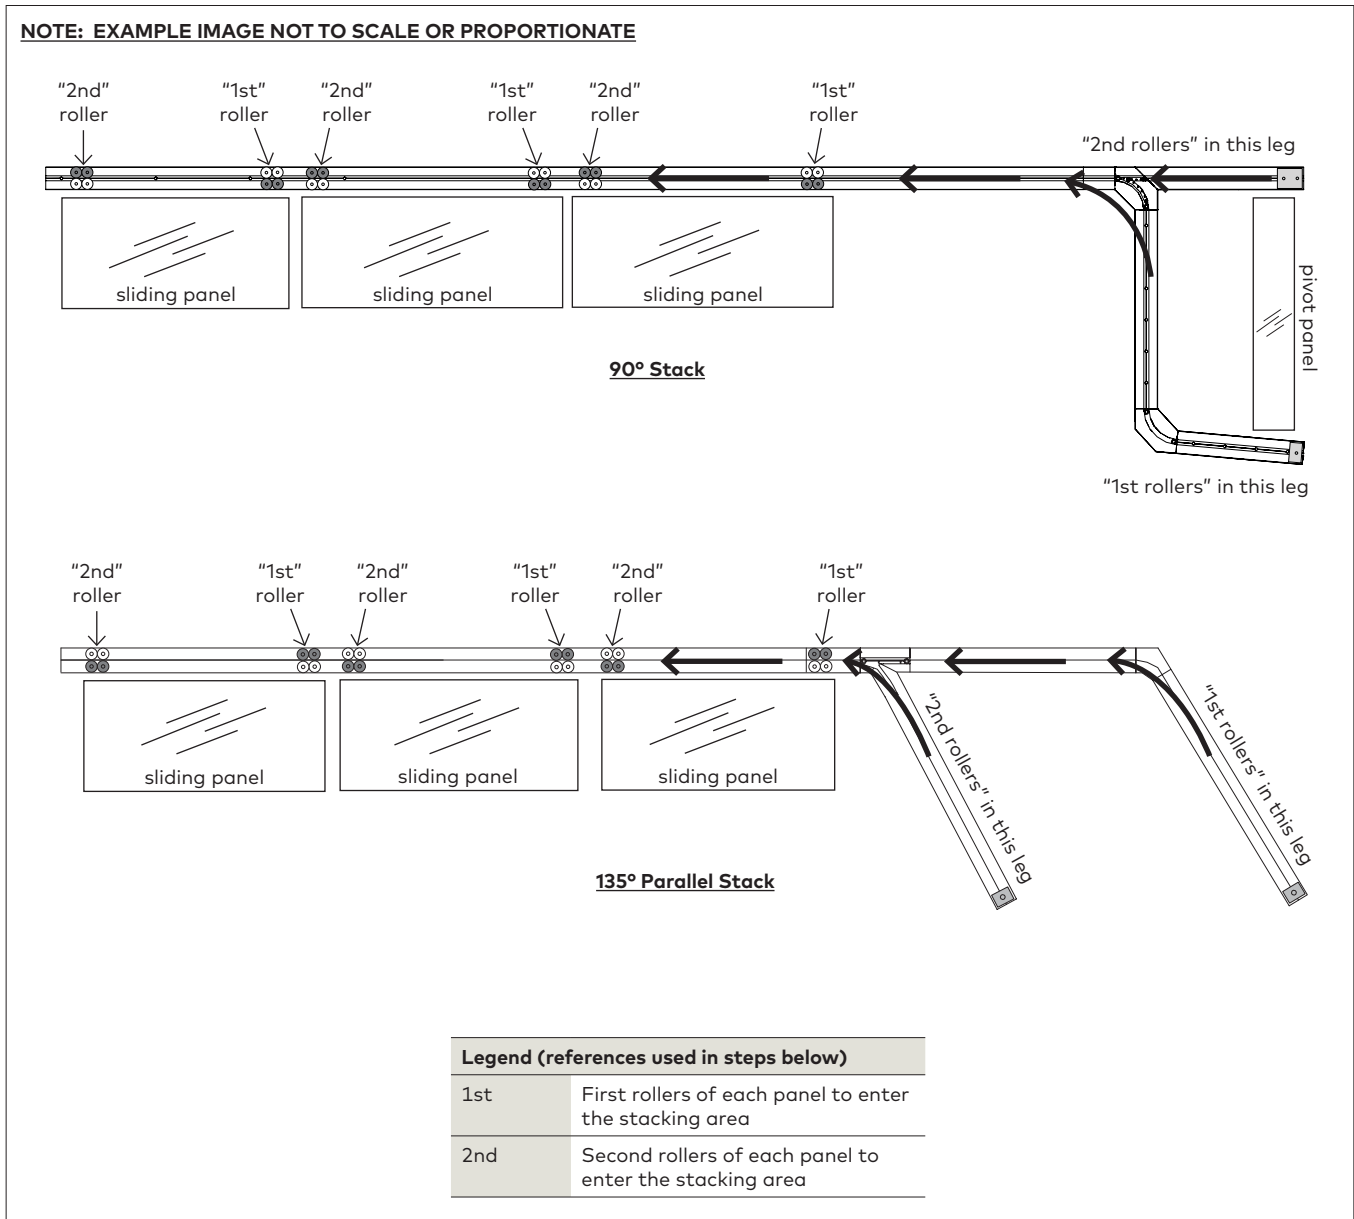 NOTE: EXAMPLE IMAGE NOT TO SCALE OR PROPORTIONATE
“2nd”
roller
“1st”
roller
“2nd”
roller
“1st”
roller
“2nd”
roller
“1st”
roller
“2nd rollers” in this leg
sliding panel
sliding panel
sliding panel
pivot panel
90º Stack
“1st rollers” in this leg
“2nd”
roller
“1st”
roller
“2nd”
roller
“1st”
roller
“2nd”
roller
“1st”
roller
“2nd rollers” in this leg
“1st rollers” in this leg
sliding panel
sliding panel
sliding panel
135º Parallel Stack
Legend (references used in steps below)
1st
First rollers of each panel to enter
the stacking area
2nd
Second rollers of each panel to
enter the stacking area